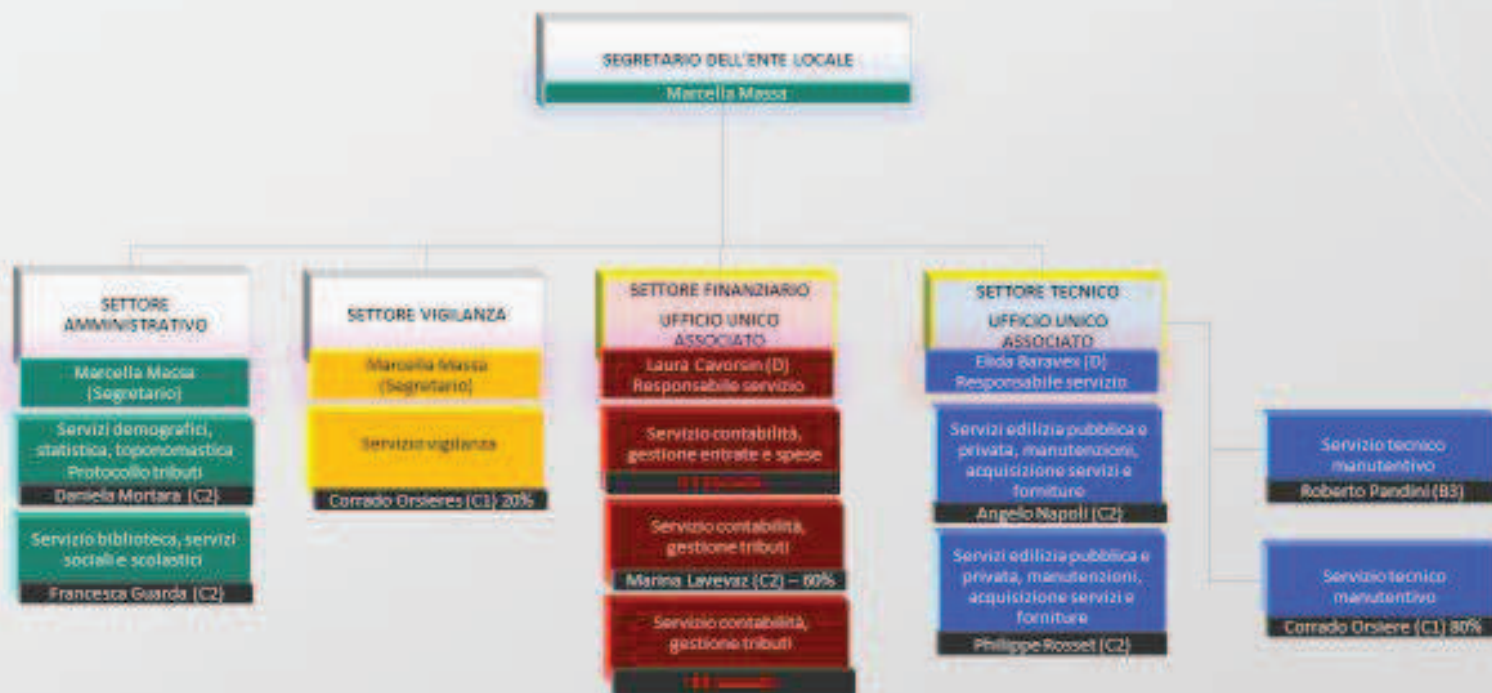 SEGRETARIO DELL'ENTE LOCALE
Marcella Massa
SETTORE
AMMINISTRATIVO
Marcella Massa
(Segretario)
Servizi demografici,
statistica, toponomastica
Protocollo tributi
Daniela Mortara (C2)
Servizio biblioteca, servizi
sociali e scolastici
Francesca Guarda (C2)
SETTORE VIGILANZA
Marcella Massa
(Segretario)
Servizio vigilanza
Corrado Orsieres (C1) 20%
SETTORE FINANZIARIO
UFFICIO UNICO
ASSOCIATO
Laura Cavorsin (D)
Responsabile servizio
Servizio contabilità,
gestione entrate e spese
Servizio contabilità,
gestione tributi
Marina Lavevaz (C2) – 60%
Servizio contabilità,
gestione tributi
SETTORE TECNICO
UFFICIO UNICO
ASSOCIATO
Elida Baravex (D)
Responsabile servizio
Servizi edilizia pubblica e
privata, manutenzioni,
acquisizione servizi e
forniture
Angelo Napoli (C2)
Servizi edilizia pubblica e
privata, manutenzioni,
acquisizione servizi e
forniture
Philippe Rosset (C2)
Servizio tecnico
manutentivo
Roberto Pandini (B3)
Servizio tecnico
manutentivo
Corrado Orsiere (C1) 80%